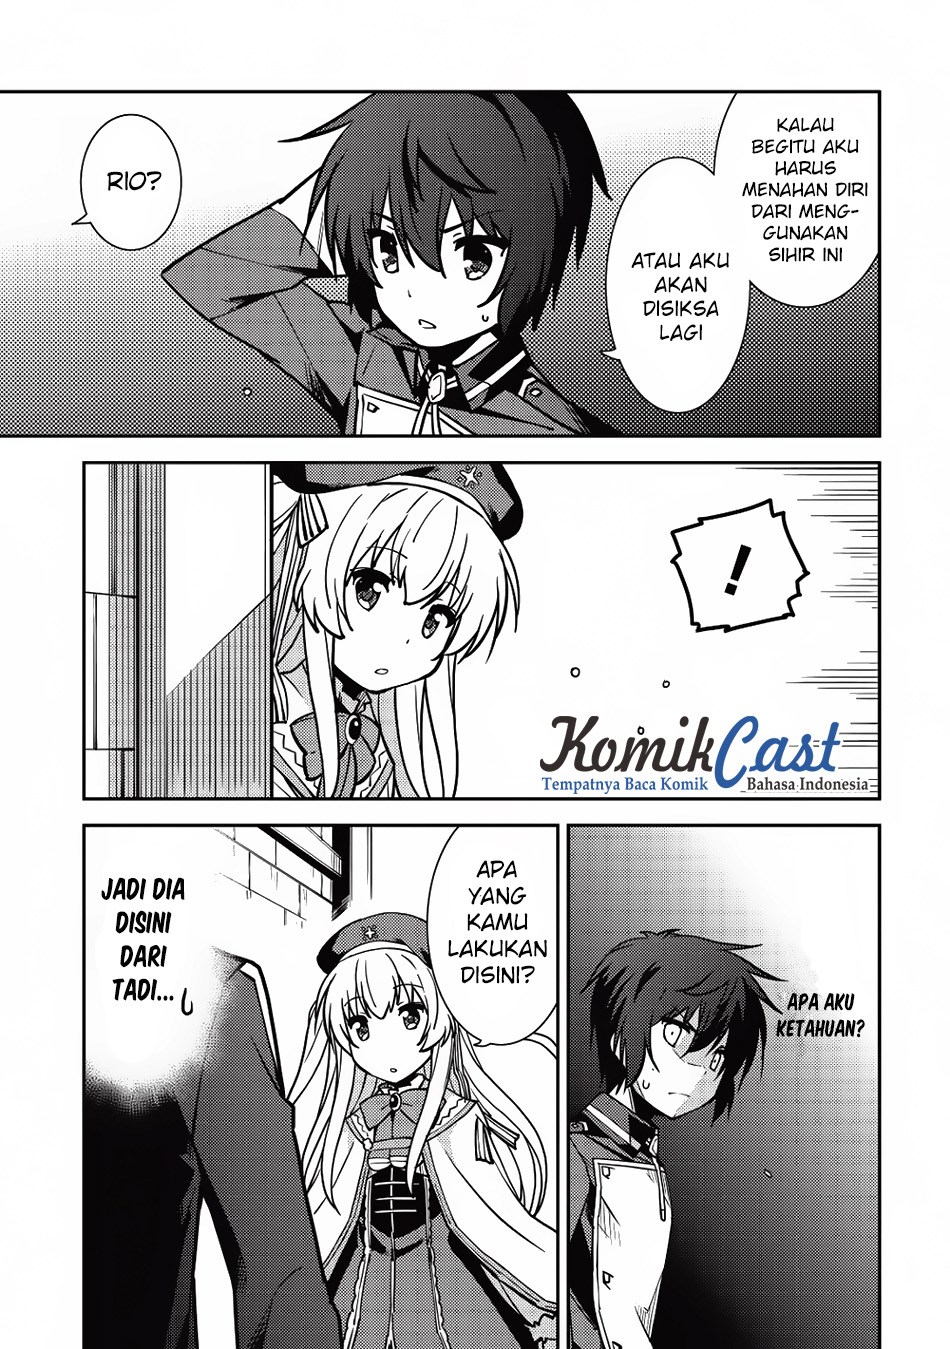 KALAU
BEGITU AKU
HARUS
MENAHAN DIRI
DARI MENG-
GUNAKAN
SIHIR INI
ATAU AKU
AKAN
DISIKSA
LAGI
RIO?
!
KomikCast
Tempatnya Baca Komik Bahasa Indonesia
APA AKU
KETAHUAN?
APA
YANG
KAMU
LAKUKAN
DISINI?
JADI DIA
DISINI
DARI
TADI...